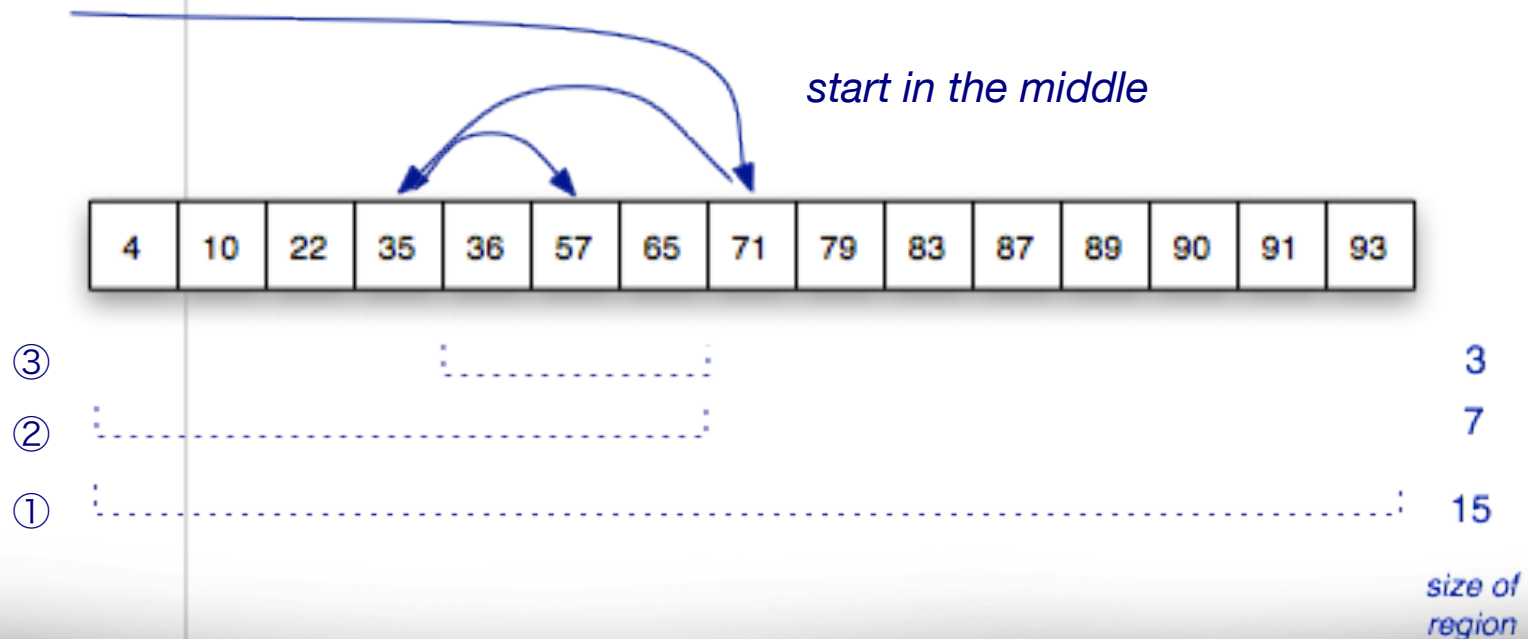 start in the middle
4 10 22 35 36 57 65 71 79 83 87 89 90 91 93
③ 3
② 7
① 15
size of
region